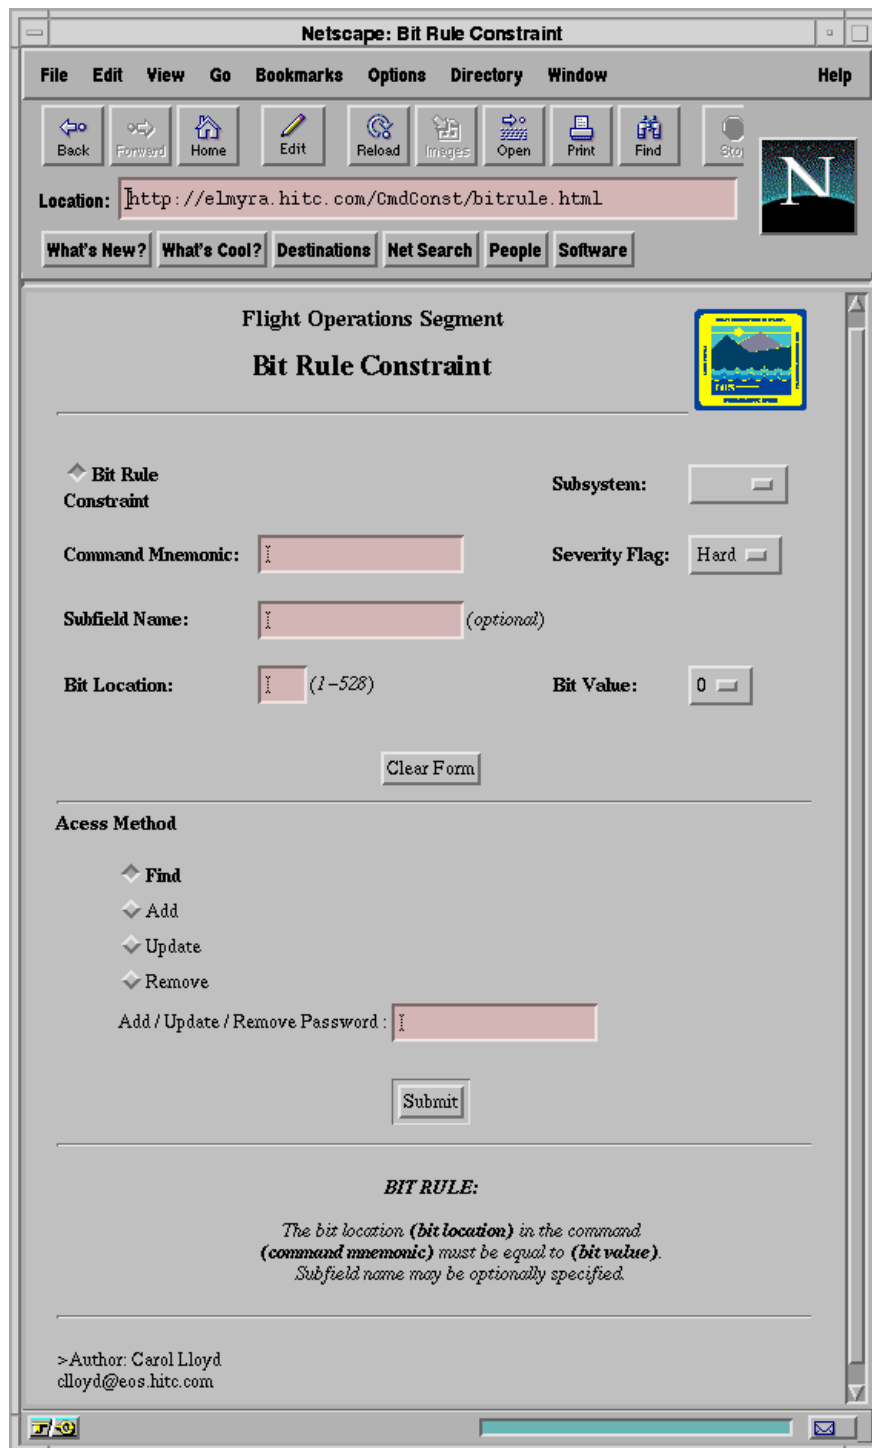 Netscape: Bit Rule Constraint
File Edit View Go Bookmarks Options Directory Window Help
Back Forward Home Edit Reload Images Open Print Find Stop
N
Location: http://elmyra.hitc.com/CmdConst/bitrule.html
What's New? What's Cool? Destinations Net Search People Software
Flight Operations Segment
Bit Rule Constraint
Bit Rule
Constraint
Subsystem:
Command Mnemonic: Severity Flag: Hard
Subfield Name: (optional)
Bit Location: (1-528) Bit Value: 0
Clear Form
Acess Method
Find
Add
Update
Remove
Add / Update / Remove Password :
Submit
BIT RULE:
The bit location (bit location) in the command
(command mnemonic) must be equal to (bit value).
Subfield name may be optionally specified.
>Author: Carol Lloyd
clloyd@eos.hitc.com